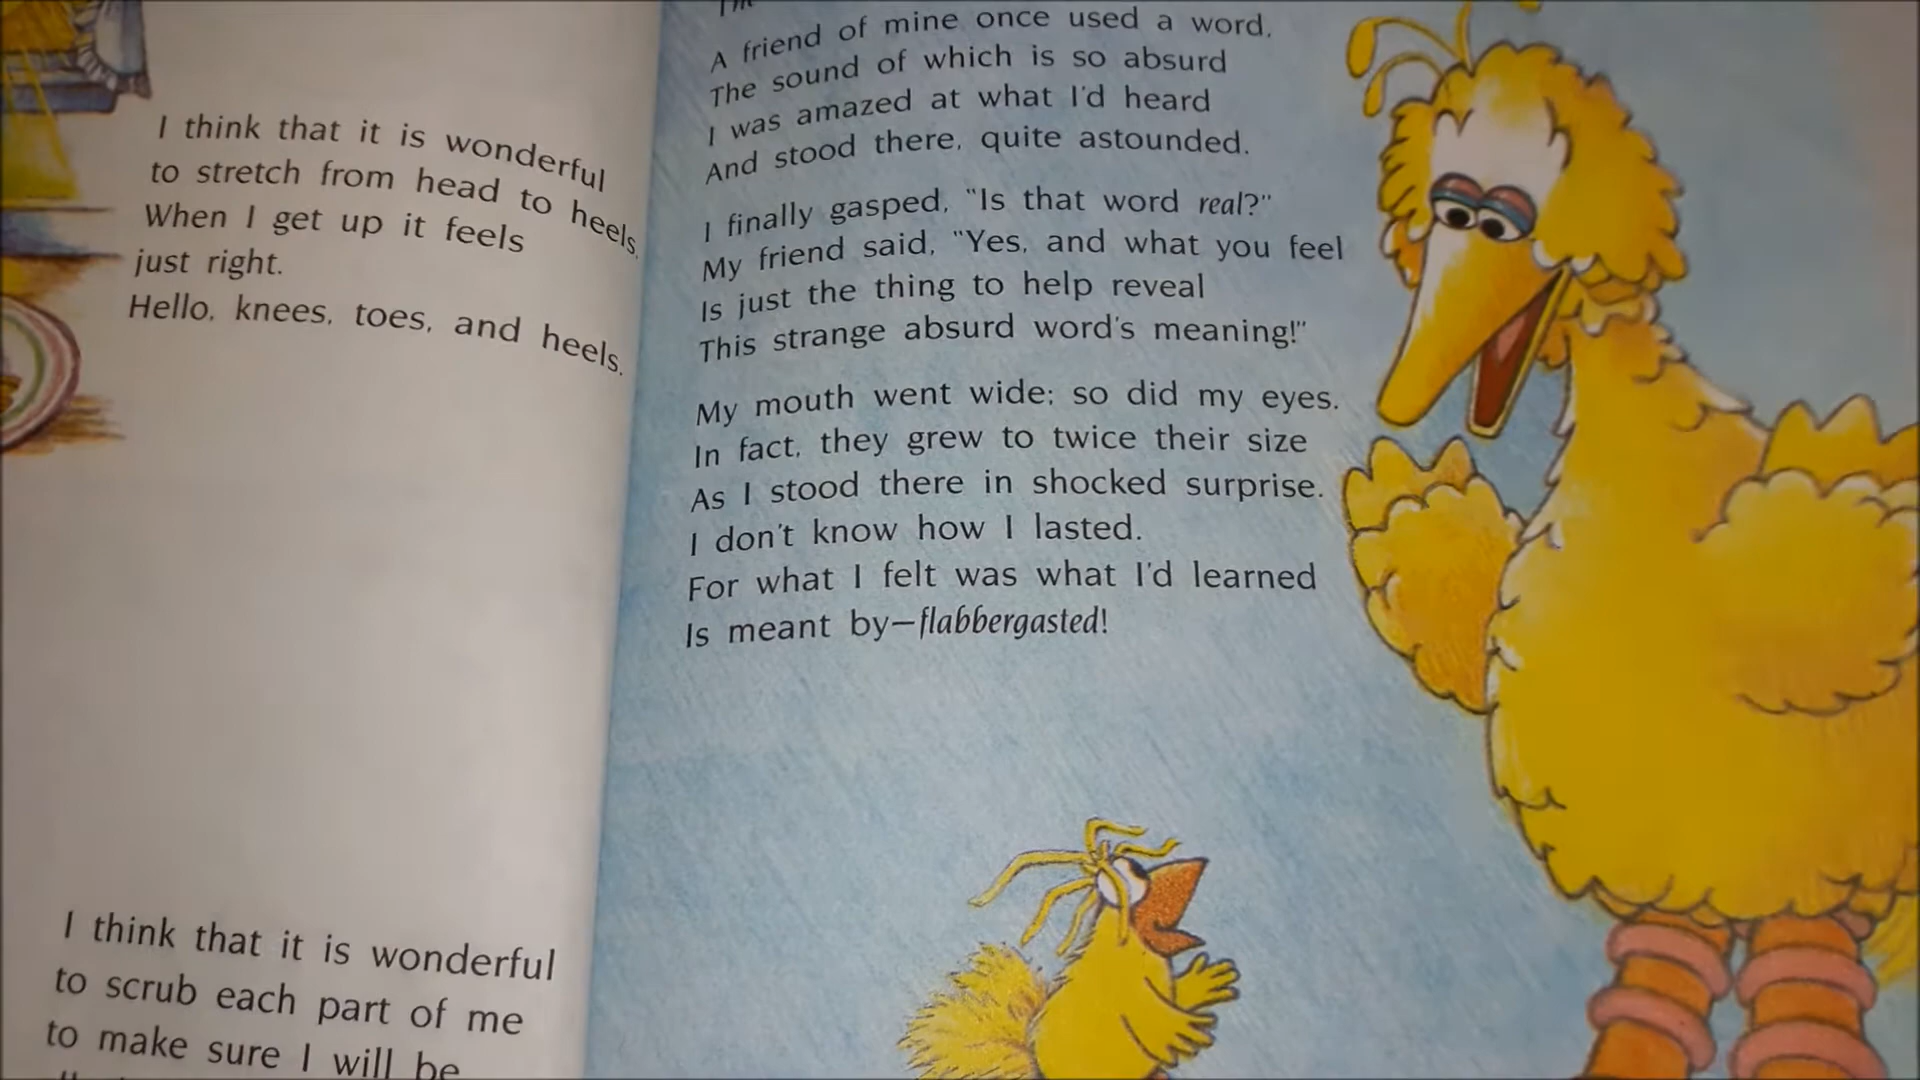 I think that it is wonderful
to stretch from head to heels.
When I get up it feels
just right.
Hello, knees, toes, and heels.
I think that it is wonderful
to scrub each part of me
to make sure I will be
A friend of mine once used a word,
The sound of which is so absurd
I was amazed at what I'd heard
And stood there, quite astounded.
I finally gasped, "Is that word real?"
My friend said, "Yes, and what you feel
Is just the thing to help reveal
This strange absurd word's meaning!"
My mouth went wide; so did my eyes.
In fact, they grew to twice their size
As I stood there in shocked surprise.
I don't know how I lasted.
For what I felt was what I'd learned
Is meant by—flabbergasted!